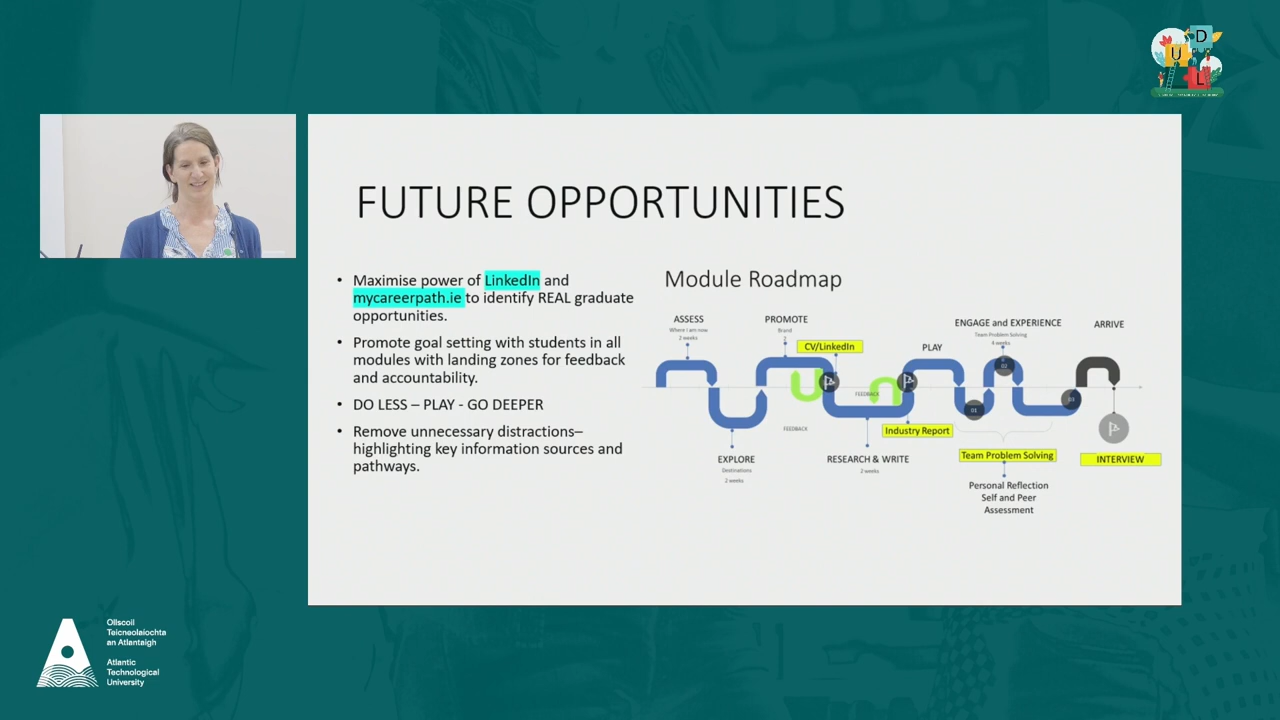 U
D
L
FUTURE OPPORTUNITIES
• Maximise power of LinkedIn and
mycareerpath.ie to identify REAL graduate
opportunities.
• Promote goal setting with students in all
modules with landing zones for feedback
and accountability.
• DO LESS – PLAY - GO DEEPER
• Remove unnecessary distractions–
highlighting key information sources and
pathways.
Module Roadmap
ASSESS
Where I am now
2 weeks
PROMOTE
Brand
2
CV/LinkedIn
PLAY
ENGAGE and EXPERIENCE
Team Problem Solving
4 weeks
ARRIVE
02
FEEDBACK
01
03
FEEDBACK
Industry Report
EXPLORE
Destinations
2 weeks
RESEARCH & WRITE
2 weeks
Team Problem Solving
INTERVIEW
Personal Reflection
Self and Peer
Assessment
Ollscoil
Teicneolaíochta
an Atlantaigh
Atlantic
Technological
University